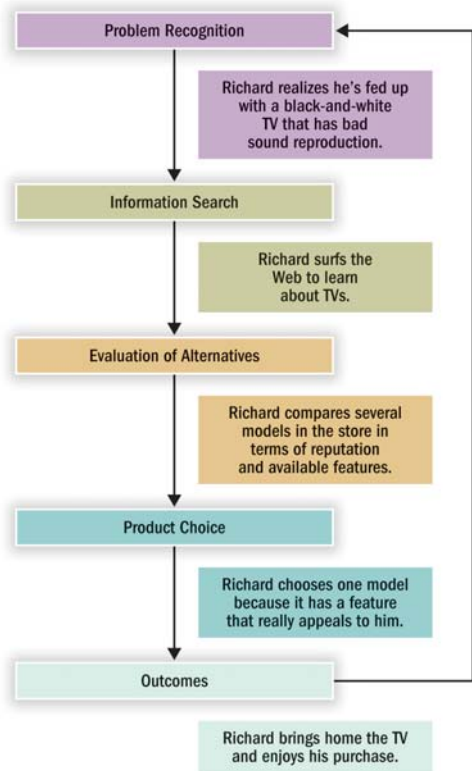 Problem Recognition
Richard realizes he's fed up
with a black-and-white
TV that has bad
sound reproduction.
Information Search
Richard surfs the
Web to learn
about TVs.
Evaluation of Alternatives
Richard compares several
models in the store in
terms of reputation
and available features.
Product Choice
Richard chooses one model
because it has a feature
that really appeals to him.
Outcomes
Richard brings home the TV
and enjoys his purchase.